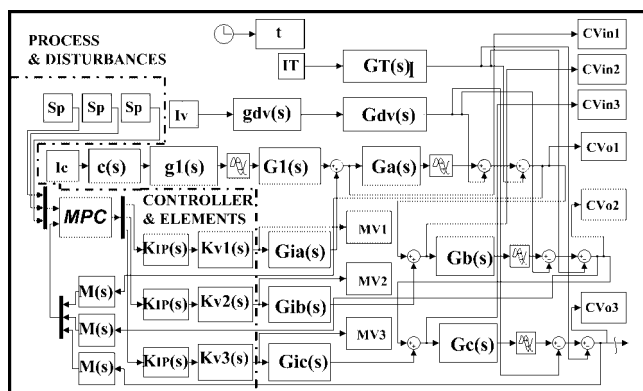 PROCESS
& DISTURBANCES
t
CVin1
IT
GT(s)
CVin2
Sp
Sp
Sp
Iv
gdv(s)
Gdv(s)
CVin3
Ic
c(s)
g1(s)
G1(s)
Ga(s)
CVo1
MPC
CONTROLLER
& ELEMENTS
CVo2
MV1
KIP(s)
Kv1(s)
Gia(s)
Gb(s)
MV2
M(s)
KIP(s)
Kv2(s)
Gib(s)
CVo3
M(s)
MV3
M(s)
KIP(s)
Kv3(s)
Gic(s)
Gc(s)